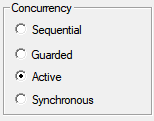 Concurrency
Sequential
Guarded
Active
Synchronous